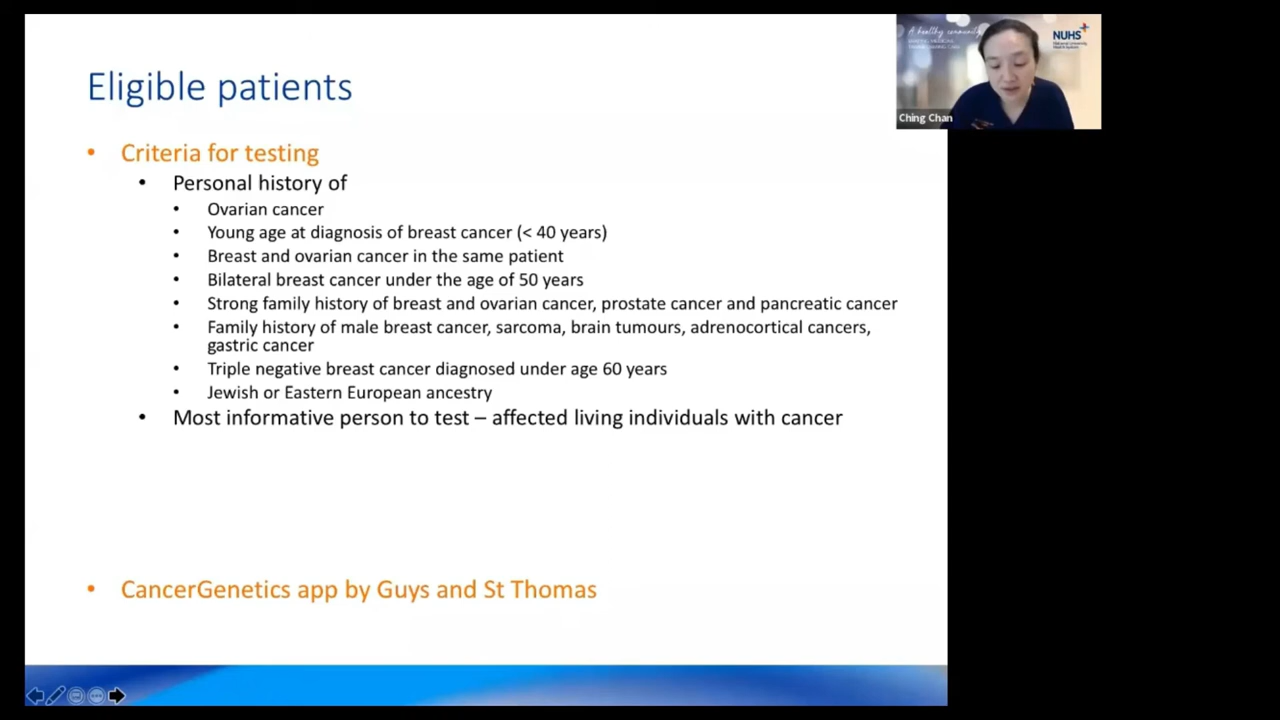 Eligible patients
• Criteria for testing
• Personal history of
• Ovarian cancer
• Young age at diagnosis of breast cancer (< 40 years)
• Breast and ovarian cancer in the same patient
• Bilateral breast cancer under the age of 50 years
• Strong family history of breast and ovarian cancer, prostate cancer and pancreatic cancer
• Family history of male breast cancer, sarcoma, brain tumours, adrenocortical cancers,
gastric cancer
• Triple negative breast cancer diagnosed under age 60 years
• Jewish or Eastern European ancestry
• Most informative person to test – affected living individuals with cancer
• CancerGenetics app by Guys and St Thomas
A healthy community
NUHS
Ching Chan